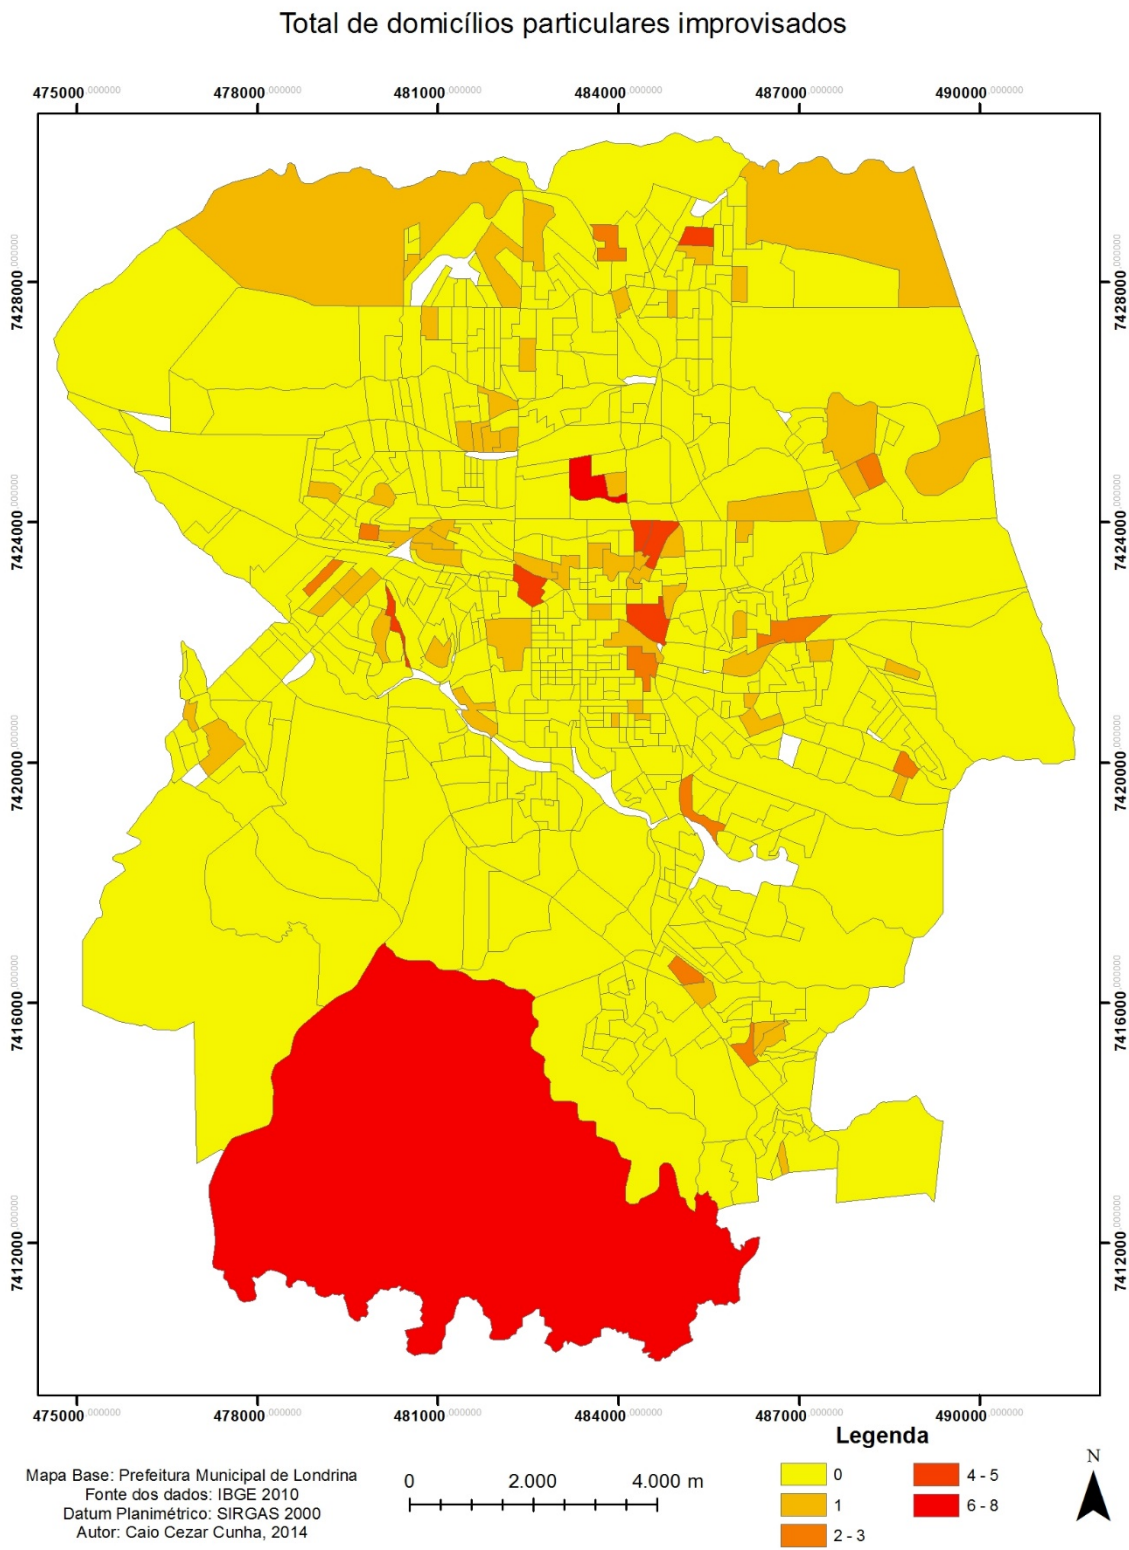 Total de domicílios particulares improvisados
475000,000000 478000,000000 481000,000000 484000,000000 487000,000000 490000,000000
7428000,000000 7428000,000000
7424000,000000 7424000,000000
7420000,000000 7420000,000000
7416000,000000 7416000,000000
7412000,000000 7412000,000000
475000,000000 478000,000000 481000,000000 484000,000000 487000,000000 490000,000000
Legenda
Mapa Base: Prefeitura Municipal de Londrina
Fonte dos dados: IBGE 2010
Datum Planimétrico: SIRGAS 2000
Autor: Caio Cezar Cunha, 2014
0 2.000 4.000 m
0
1
2 - 3
4 - 5
6 - 8
N